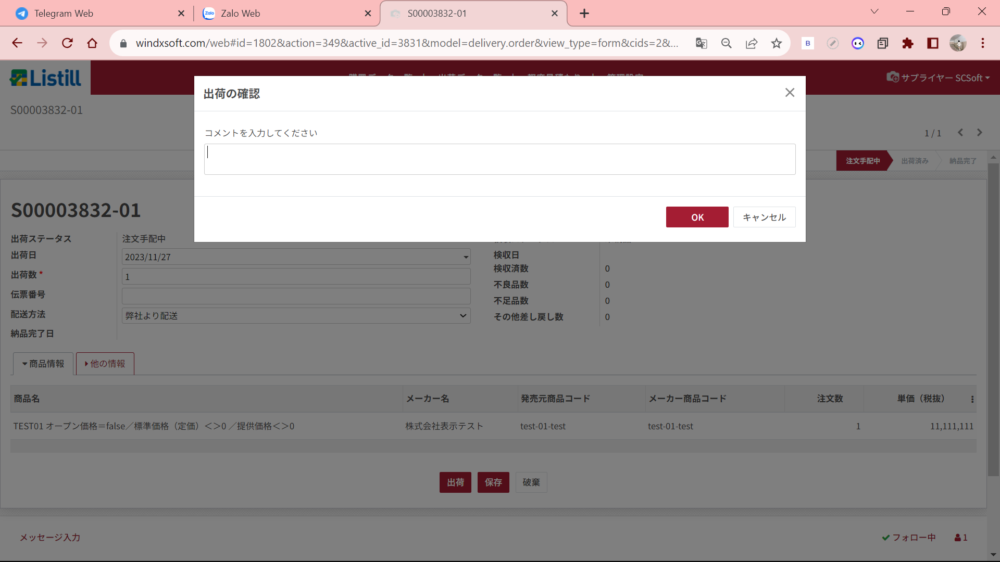 Telegram Web
Zalo Web
S00003832-01
windxsoft.com/web#id=1802&action=349&active_id=3831&model=delivery.order&view_type=form&cids=2&...
Listill
サプライヤー SCSoft
S00003832-01
出荷の確認
コメントを入力してください
1 / 1
注文手配中
出荷済み
納品完了
OK
キャンセル
S00003832-01
出荷ステータス 注文手配中
出荷日 2023/11/27
検収日
出荷数 * 1
検収済数 0
不良品数 0
伝票番号
不足品数 0
配送方法 弊社より配送
その他差し戻し数 0
納品完了日
商品情報
他の情報
商品名 メーカー名 発売元商品コード メーカー商品コード 注文数 単価（税抜）
TEST01 オープン価格＝false／標準価格（定価）＜＞0 ／提供価格＜＞0 株式会社表示テスト test-01-test test-01-test 1 11,111,111
出荷 保存 破棄
メッセージ入力
フォロー中 1